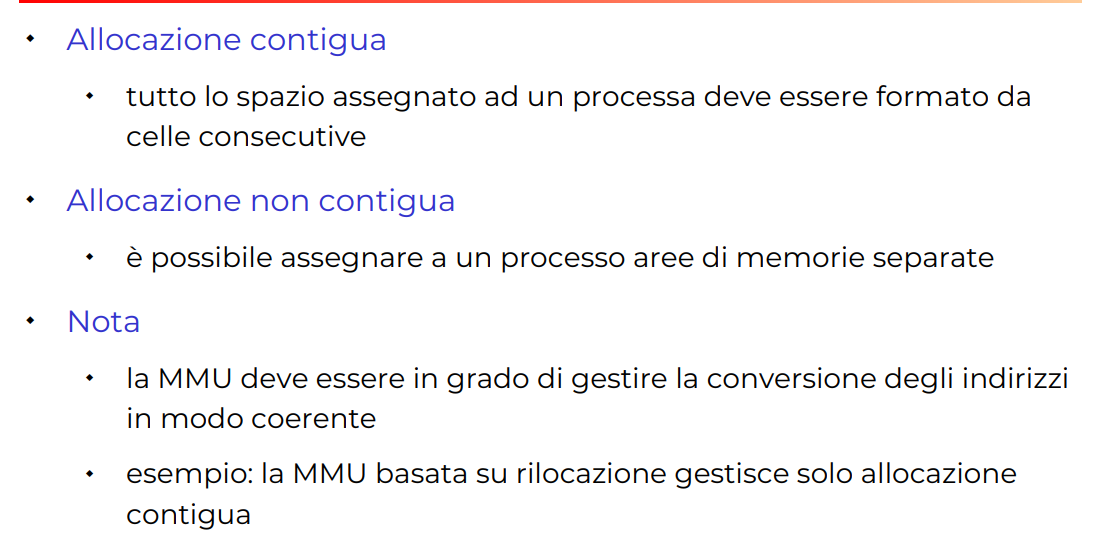 Allocazione contigua
tutto lo spazio assegnato ad un processa deve essere formato da
celle consecutive
Allocazione non contigua
è possibile assegnare a un processo aree di memorie separate
Nota
la MMU deve essere in grado di gestire la conversione degli indirizzi
in modo coerente
esempio: la MMU basata su rilocazione gestisce solo allocazione
contigua